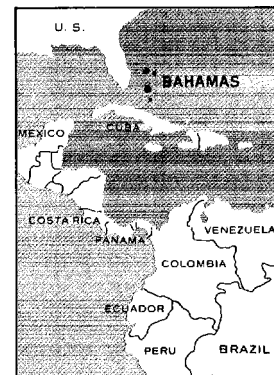 U. S.
BAHAMAS
MEXICO
CUBA
COSTA RICA
PANAMA
VENEZUELA
COLOMBIA
ECUADOR
PERU
BRAZIL